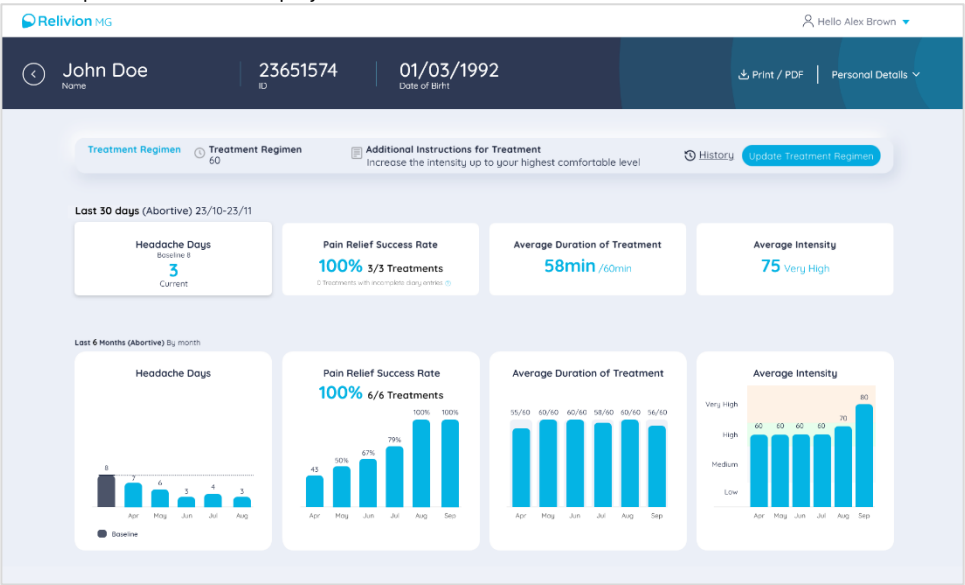 Relivion MG
Hello Alex Brown
John Doe
Name
23651574
ID
01/03/1992
Date of Birht
Print / PDF
Personal Details
Treatment Regimen
Treatment Regimen
60
Additional Instructions for Treatment
Increase the intensity up to your highest comfortable level
History
Update Treatment Regimen
Last 30 days (Abortive) 23/10-23/11
Headache Days
Baseline 8
3
Current
Pain Relief Success Rate
100% 3/3 Treatments
0 Treatments with incomplete diary entries
Average Duration of Treatment
58min /60min
Average Intensity
75 Very High
Last 6 Months (Abortive) By month
Headache Days
8
7
6
3
4
3
Apr May Jun Jul Aug
Baseline
Pain Relief Success Rate
100% 6/6 Treatments
43
50%
67%
79%
100%
100%
Apr May Jun Jul Aug Sep
Average Duration of Treatment
55/60 60/60 60/60 58/60 60/60 56/60
Apr May Jun Jul Aug Sep
Average Intensity
Very High
High
Medium
Low
60 60 60 60 70 80
Apr May Jun Jul Aug Sep